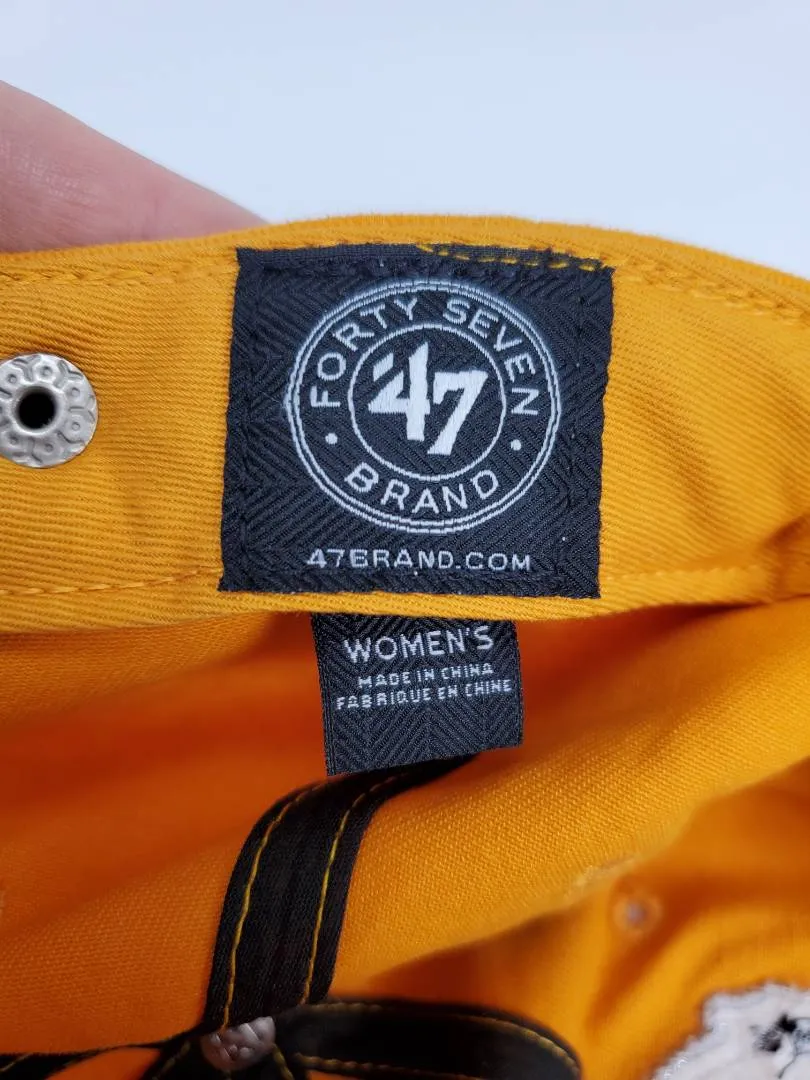 FORTY SEVEN
'47
BRAND
47BRAND.COM
WOMEN'S
MADE IN CHINA
FABRIQUE EN CHINE